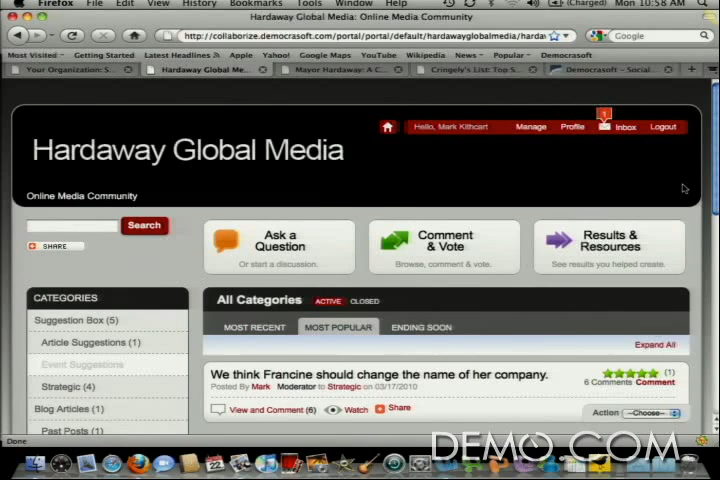 Firefox File Edit View History Bookmarks Tools Window Help (Charged) Mon 10:58 AM
Hardaway Global Media: Online Media Community
http://collaborize.democrasoft.com/portal/portal/default/hardawayglobalmedia/hardaw
Google
Most Visited Getting Started Latest Headlines Apple Yahoo! Google Maps YouTube Wikipedia News Popular Democrasoft
Your Organization: S... Hardaway Global Me... Mayor Hardaway: A C... Cringely's List: Top S... Democrasoft - Social...
1
Hello, Mark Kithcart Manage Profile Inbox Logout
Hardaway Global Media
Online Media Community
Search
SHARE
Ask a Question
Or start a discussion.
Comment & Vote
Browse, comment & vote.
Results & Resources
See results you helped create.
CATEGORIES
Suggestion Box (5)
Article Suggestions (1)
Event Suggestions
Strategic (4)
Blog Articles (1)
Past Posts (1)
All Categories ACTIVE CLOSED
MOST RECENT MOST POPULAR ENDING SOON
Expand All
We think Francine should change the name of her company.
(1)
Posted By Mark Moderator to Strategic on 03/17/2010
6 Comments Comment
View and Comment (6) Watch Share
Action --Choose--
Done
DEMO.COM
22